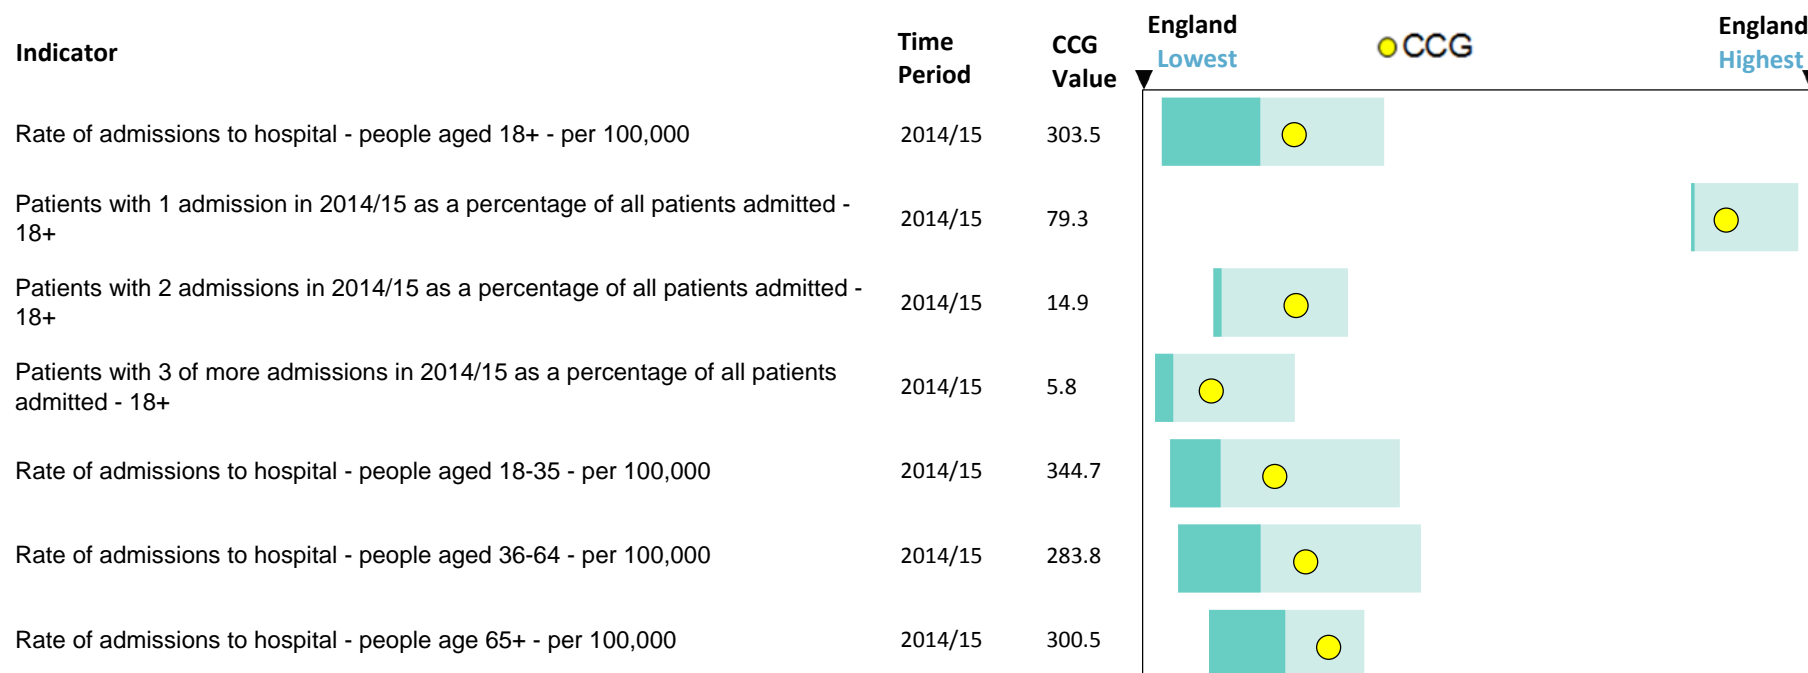 Indicator
Time
Period
CCG
Value
England
Lowest
CCG
England
Highest
Rate of admissions to hospital - people aged 18+ - per 100,000
2014/15
303.5
Patients with 1 admission in 2014/15 as a percentage of all patients admitted -
18+
2014/15
79.3
Patients with 2 admissions in 2014/15 as a percentage of all patients admitted -
18+
2014/15
14.9
Patients with 3 of more admissions in 2014/15 as a percentage of all patients
admitted - 18+
2014/15
5.8
Rate of admissions to hospital - people aged 18-35 - per 100,000
2014/15
344.7
Rate of admissions to hospital - people aged 36-64 - per 100,000
2014/15
283.8
Rate of admissions to hospital - people age 65+ - per 100,000
2014/15
300.5